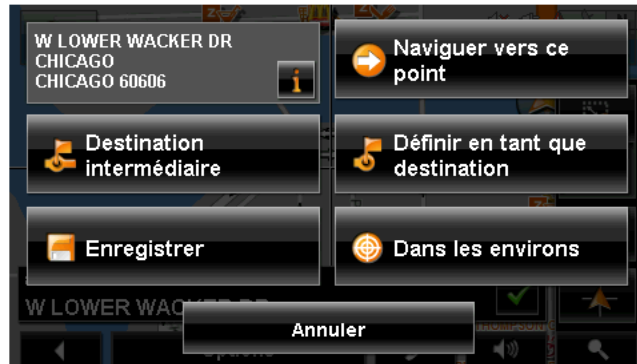 W LOWER WACKER DR
CHICAGO
CHICAGO 60606
i
Naviguer vers ce
point
Destination
intermédiaire
Définir en tant que
destination
Enregistrer
Dans les environs
W LOWER WAC
Annuler
Options